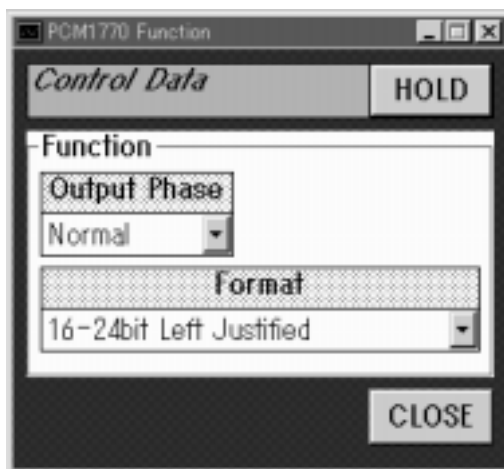 PCM1770 Function
Control Data
HOLD
Function
Output Phase
Normal
Format
16-24bit Left Justified
CLOSE